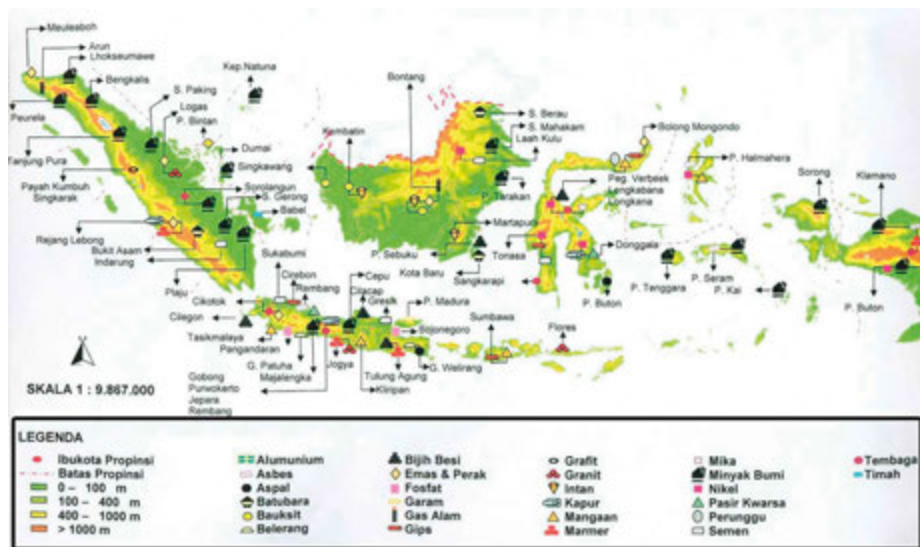 Meuleaboh
Arun
Lhokseumawe
Bengkalis
Kep.Natuna
S. Paking
Logas
P. Bintan
Peurela
Dumai
Singkawang
Kembatin
Bontang
S. Berau
S. Mahakam
Laah Kulu
Bolong Mongondo
P. Halmahera
Sorong
Klamano
Tanjung Pura
Payah Kumbuh
Singkarak
Sorolangun
S. Gerong
Babel
P. Tarakan
Peg. Verbeek
Lengkabana
Longkana
Rejang Lebong
Bukit Asam
Indarung
Plaju
Sukabumi
Cirebon
Rembang
Cepu
Cilacap
Gresik
P. Madura
P. Sebuku
Kota Baru
Martapura
Sangkarapi
Tonasa
Donggala
P. Buton
P. Tenggara
P. Seram
P. Kai
P. Buton
Cikotok
Cilegon
Tasikmalaya
Pangandaran
G. Patuha
Majalengka
Jogya
Tulung Agung
Kliripan
Bojonegoro
G. Welirang
Sumbawa
Flores
Gobong
Purwokerto
Jepara
Rembang
SKALA 1 : 9.867.000
LEGENDA
Ibukota Propinsi
Batas Propinsi
0 – 100 m
100 – 400 m
400 – 1000 m
> 1000 m
Alumunium
Asbes
Aspal
Batubara
Bauksit
Belerang
Bijih Besi
Emas & Perak
Fosfat
Garam
Gas Alam
Gips
Grafit
Granit
Intan
Kapur
Mangaan
Marmer
Mika
Minyak Bumi
Nikel
Pasir Kwarsa
Perunggu
Semen
Tembaga
Timah